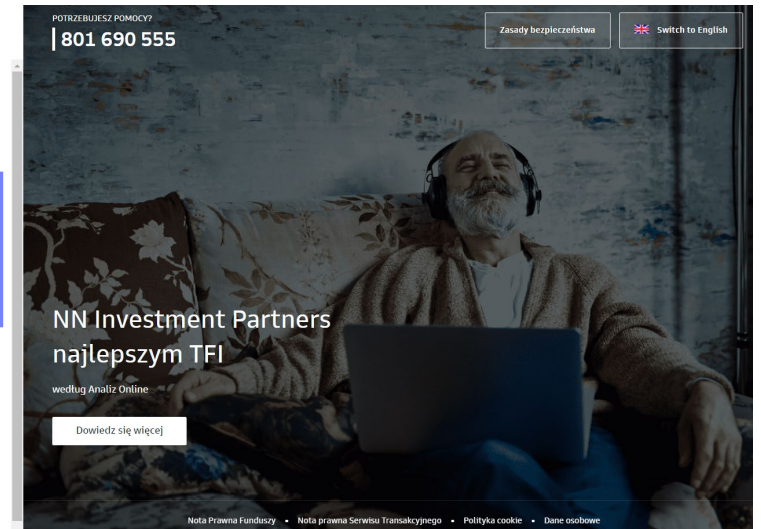 POTRZEBUJESZ POMOCY?
801 690 555
Zasady bezpieczeństwa
Switch to English
NN Investment Partners
najlepszym TFI
według Analiz Online
Dowiedz się więcej
Nota Prawna Funduszy • Nota prawna Serwisu Transakcyjnego • Polityka cookie • Dane osobowe